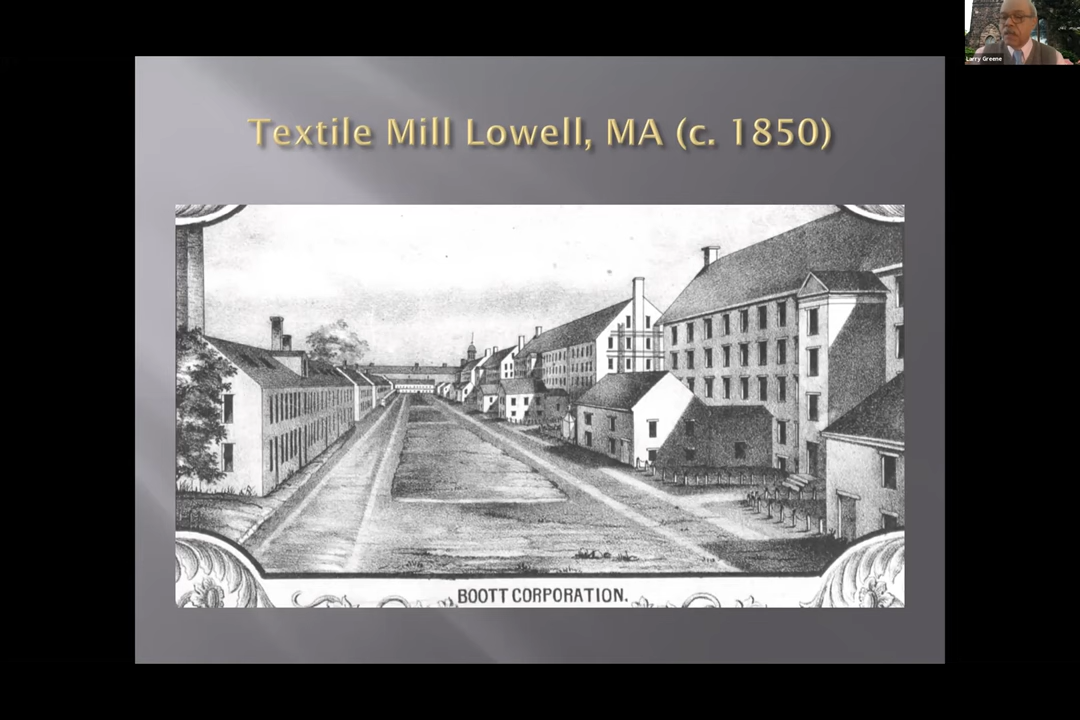 Larry Greene
Textile Mill Lowell, MA (c. 1850)
BOOTT CORPORATION.